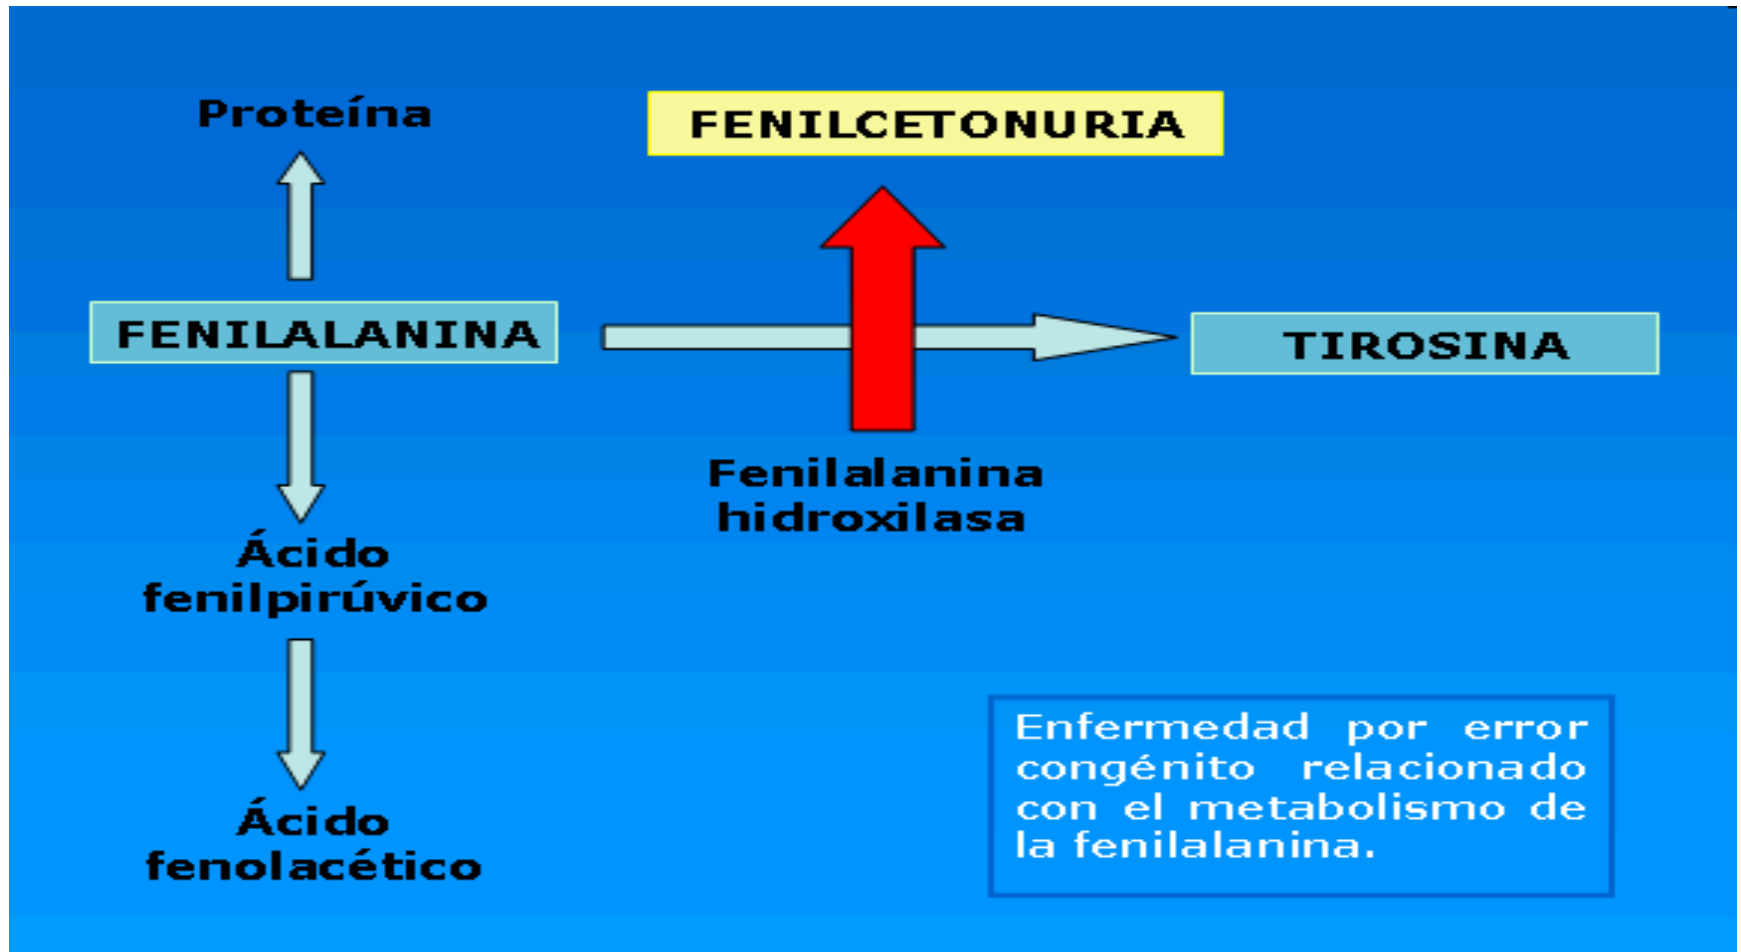 Proteína
FENILCETONURIA
FENILALANINA
TIROSINA
Fenilalanina
hidroxilasa
Ácido
fenilpirúvico
Ácido
fenolacético
Enfermedad por error
congénito relacionado
con el metabolismo de
la fenilalanina.